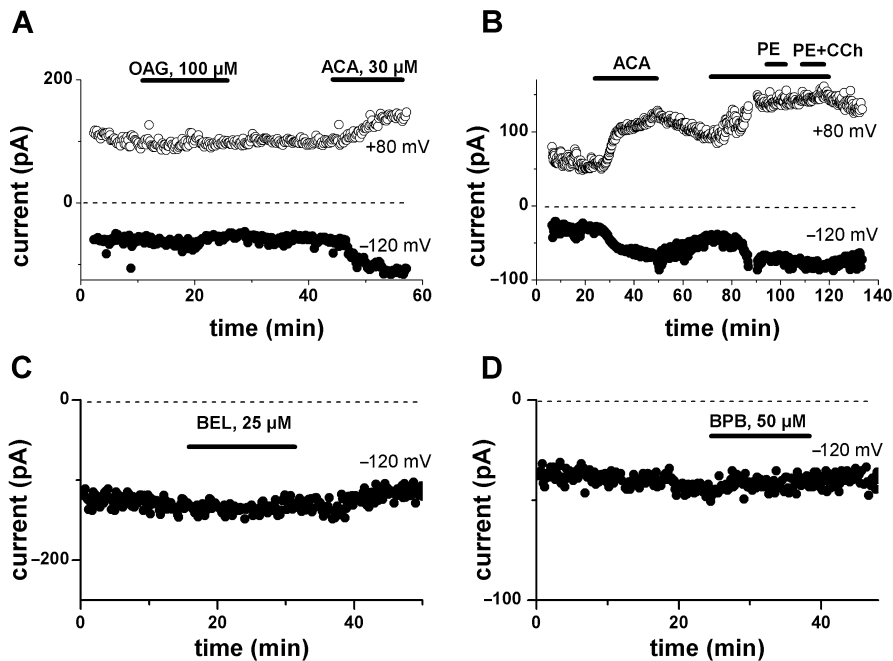 A
OAG, 100 µM
ACA, 30 µM
200
100
0
+80 mV
−120 mV
current (pA)
0
20
40
60
time (min)
B
PE
PE+CCh
ACA
100
0
−100
+80 mV
−120 mV
current (pA)
0
20
40
60
80
100
120
140
time (min)
C
0
BEL, 25 µM
−120 mV
−200
current (pA)
0
20
40
time (min)
D
0
BPB, 50 µM
−120 mV
−50
−100
current (pA)
0
20
40
time (min)